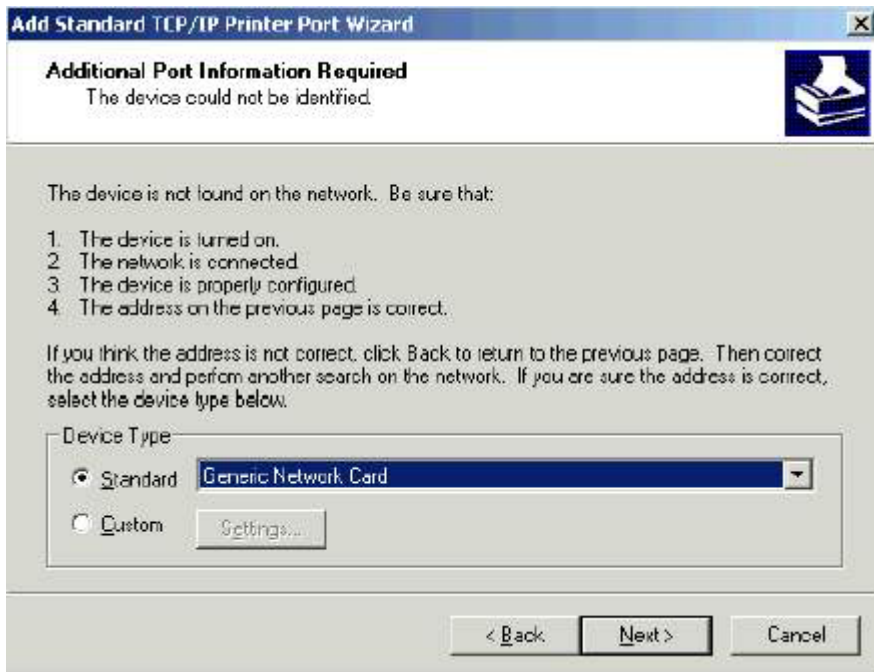 Add Standard TCP/IP Printer Port Wizard
Additional Port Information Required
The device could not be identified.
The device is not found on the network. Be sure that:
1. The device is turned on.
2. The network is connected.
3. The device is properly configured.
4. The address on the previous page is correct.
If you think the address is not correct, click Back to return to the previous page. Then correct
the address and perfom another search on the network. If you are sure the address is correct,
select the device type below.
Device Type
Standard Generic Network Card
Custom Settings...
< Back Next > Cancel